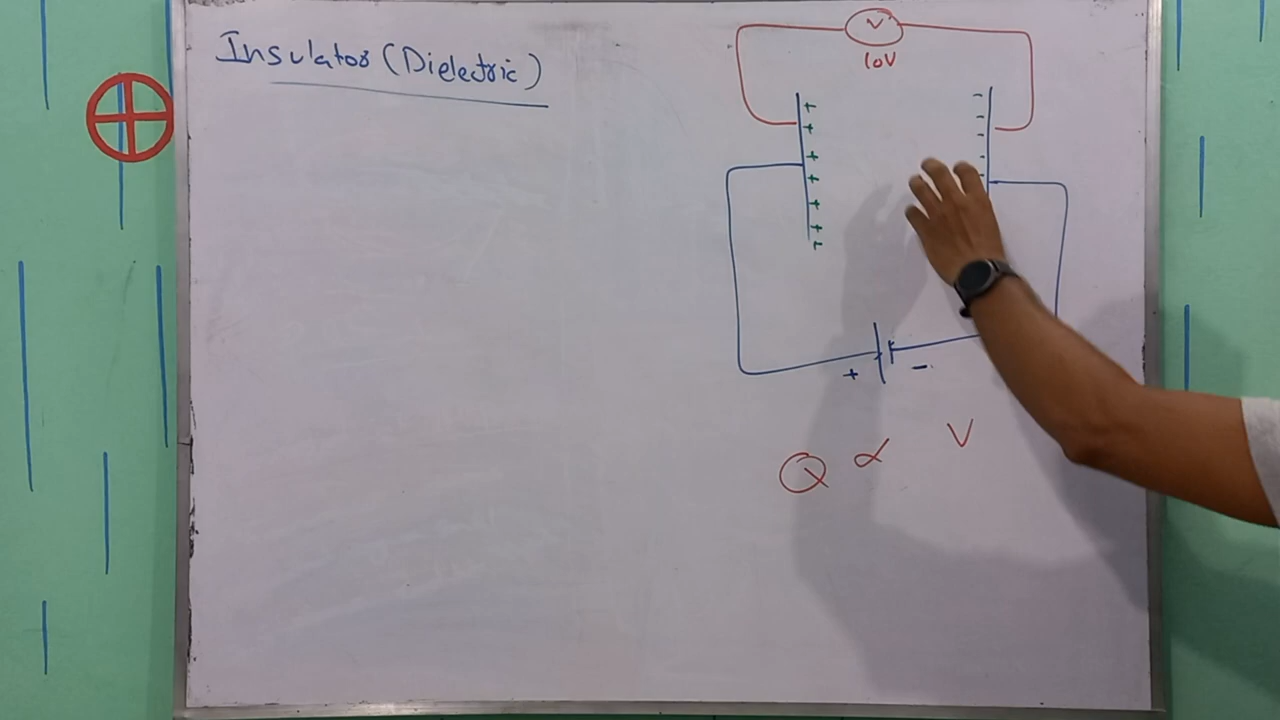 Insulator (Dielectric)
V
10V
+ -
+ -
+ -
+ -
+ -
+
+
+ -
Q ∝ V